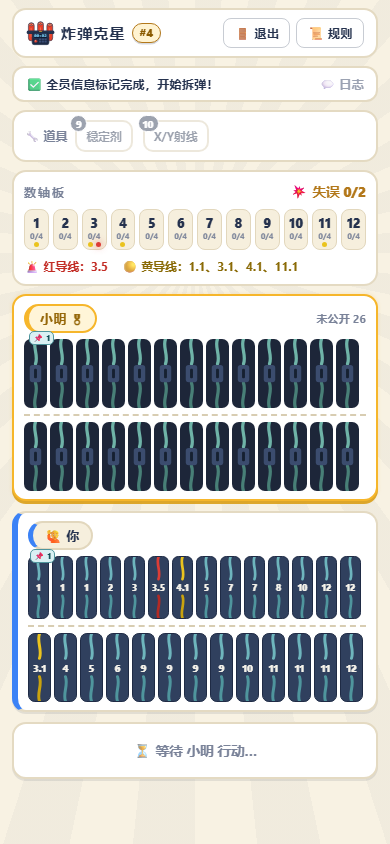 炸弹克星 #4 退出 规则
全员信息标记完成，开始拆弹！ 日志
道具 9 稳定剂 10 X/Y射线
数轴板 失误 0/2
1 2 3 4 5 6 7 8 9 10 11 12
0/4 0/4 0/4 0/4 0/4 0/4 0/4 0/4 0/4 0/4 0/4 0/4
红导线：3.5 黄导线：1.1、3.1、4.1、11.1
小明 未公开 26
1
你
1
1 1 1 2 3 3.5 4.1 5 7 7 8 10 12 12
3.1 4 5 6 9 9 9 9 10 11 11 11 12
等待 小明 行动...